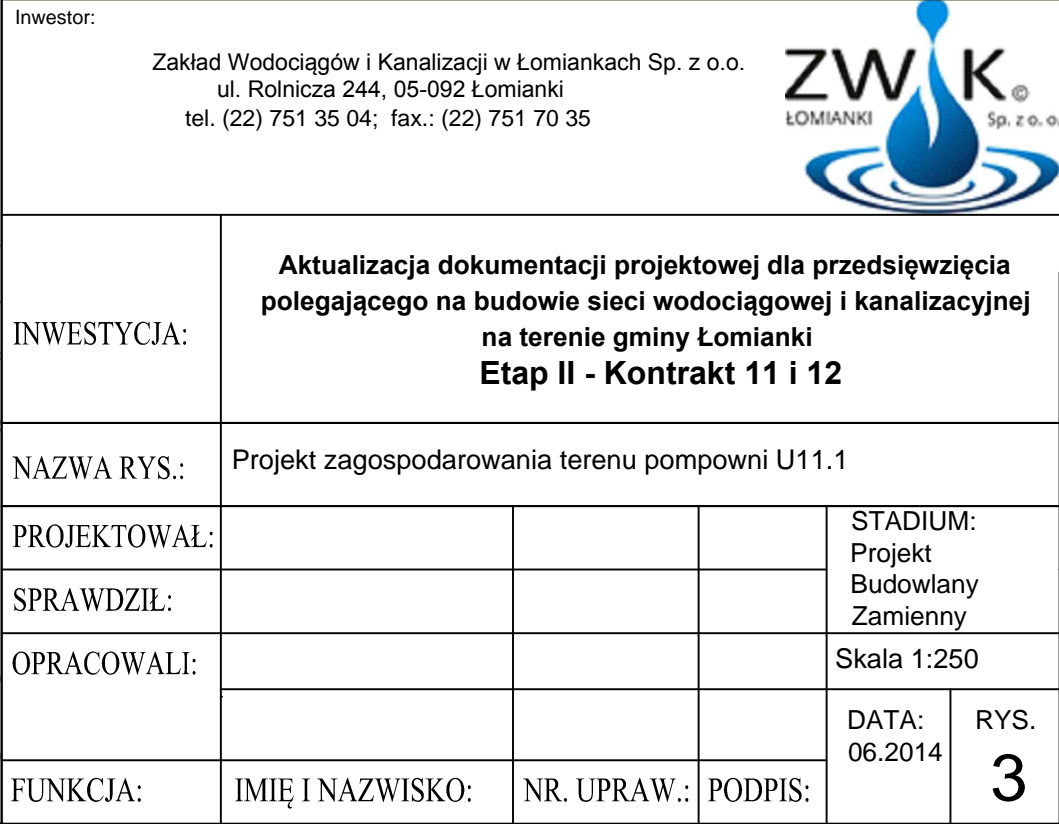 Inwestor:
Zakład Wodociągów i Kanalizacji w Łomiankach Sp. z o.o.
ul. Rolnicza 244, 05-092 Łomianki
tel. (22) 751 35 04; fax.: (22) 751 70 35
ZWiK ©
ŁOMIANKI Sp. z o. o.
INWESTYCJA:
Aktualizacja dokumentacji projektowej dla przedsięwzięcia
polegającego na budowie sieci wodociągowej i kanalizacyjnej
na terenie gminy Łomianki
Etap II - Kontrakt 11 i 12
NAZWA RYS.:
Projekt zagospodarowania terenu pompowni U11.1
PROJEKTOWAŁ:
STADIUM:
Projekt
Budowlany
Zamienny
SPRAWDZIŁ:
OPRACOWALI:
Skala 1:250
DATA:
06.2014
RYS.
3
FUNKCJA:
IMIĘ I NAZWISKO:
NR. UPRAW.:
PODPIS: